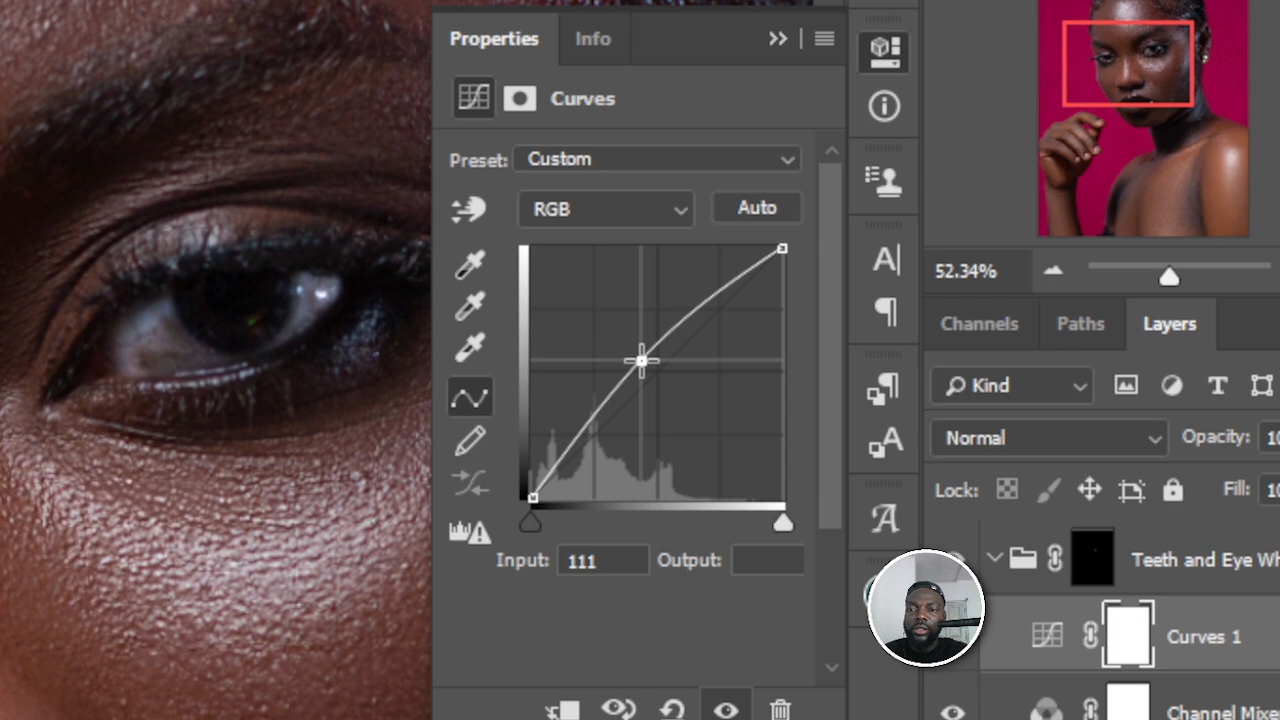 Properties
Info
Curves
Preset: Custom
RGB
Auto
Input: 111
Output:
52.34%
Channels
Paths
Layers
Kind
Normal
Opacity: 10
Lock:
Fill: 10
Teeth and Eye Wh
Curves 1
Channel Mixe